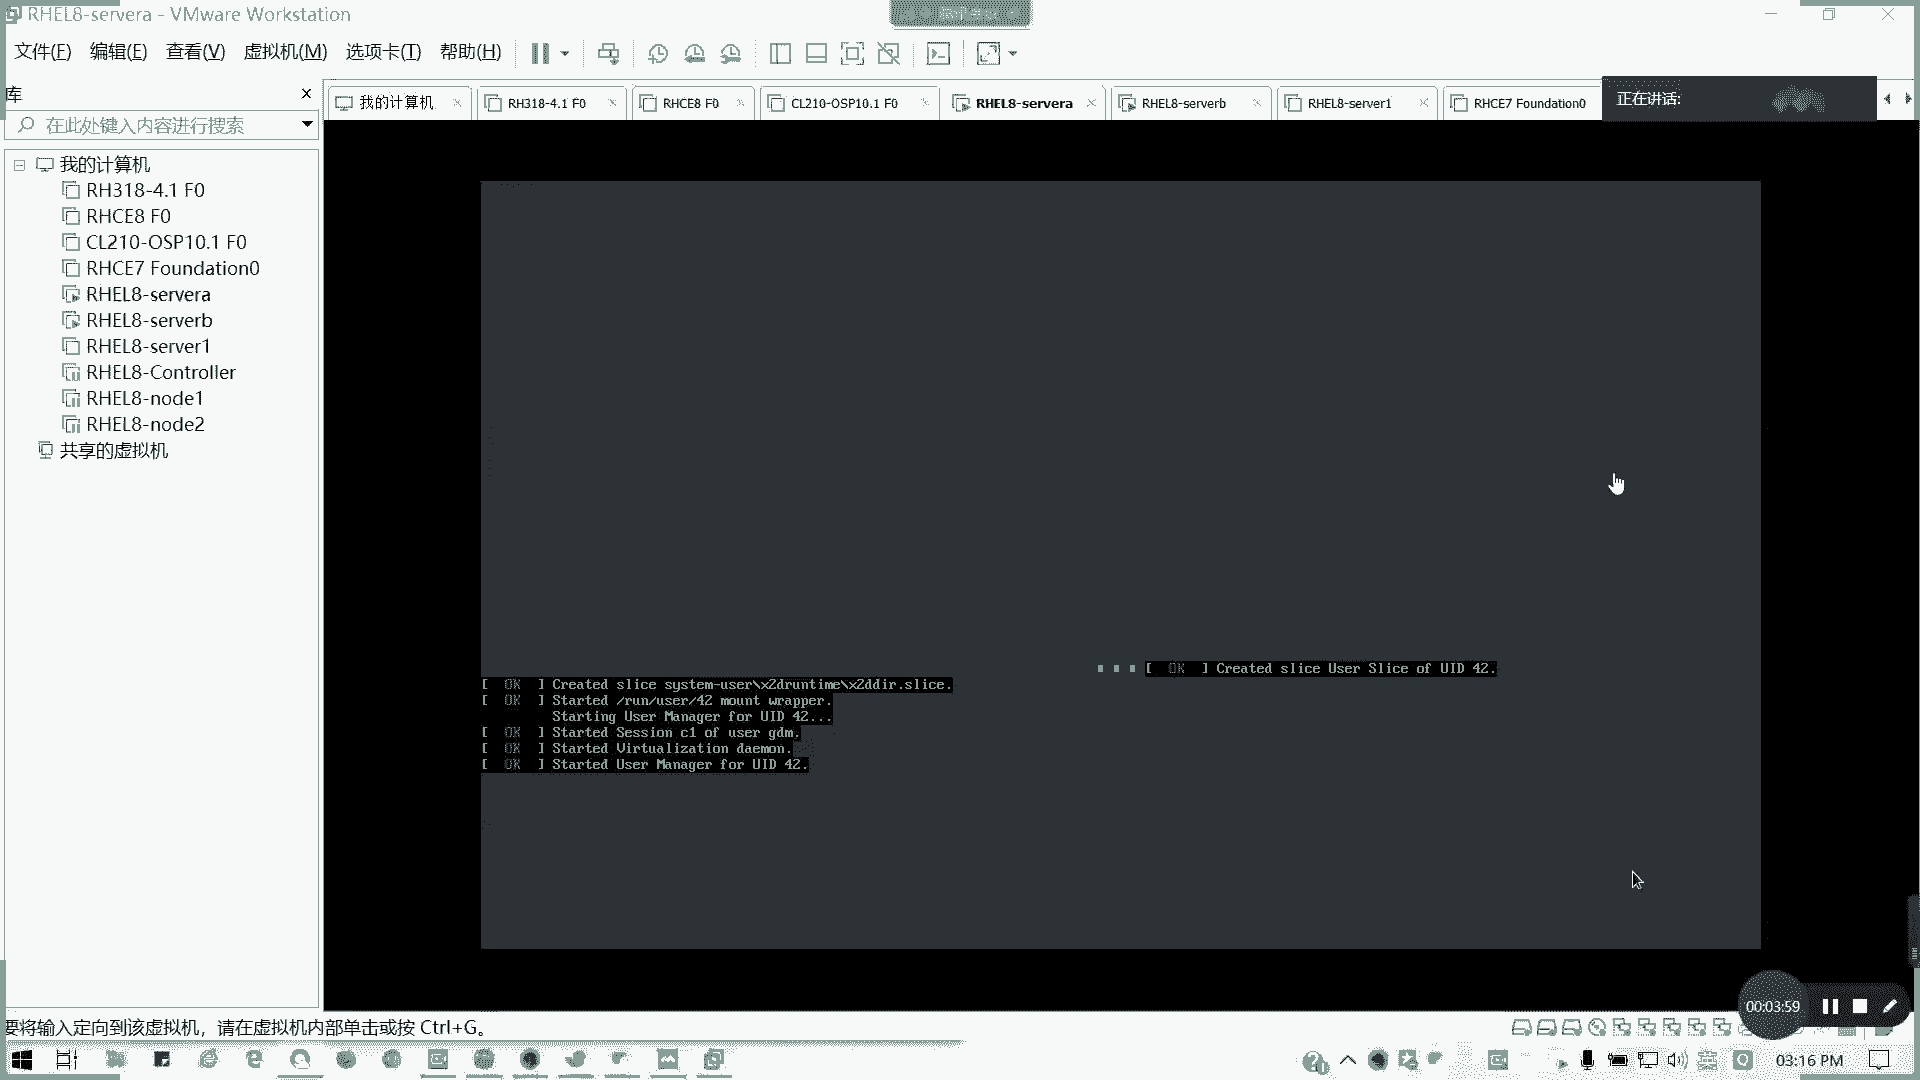 RHEL8-servera - VMware Workstation
文件(F) 编辑(E) 查看(V) 虚拟机(M) 选项卡(T) 帮助(H)
库
在此处键入内容进行搜索
我的计算机
RH318-4.1 F0
RHCE8 F0
CL210-OSP10.1 F0
RHCE7 Foundation0
RHEL8-servera
RHEL8-serverb
RHEL8-server1
RHEL8-Controller
RHEL8-node1
RHEL8-node2
共享的虚拟机
我的计算机 RH318-4.1 F0 RHCE8 F0 CL210-OSP10.1 F0 RHEL8-servera RHEL8-serverb RHEL8-server1 RHCE7 Foundation0
正在讲话:
[ OK ] Created slice User Slice of UID 42.
[ OK ] Created slice system-user\x2druntime\x2ddir.slice.
[ OK ] Started /run/user/42 mount wrapper.
Starting User Manager for UID 42...
[ OK ] Started Session c1 of user gdm.
[ OK ] Started Virtualization daemon.
[ OK ] Started User Manager for UID 42.
00:03:59
要将输入定向到该虚拟机，请在虚拟机内部单击或按 Ctrl+G。
03:16 PM